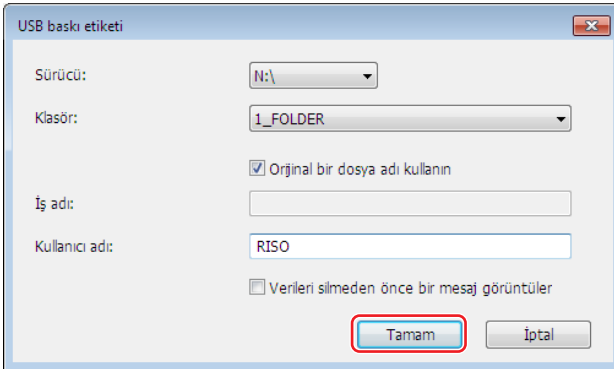 USB baskı etiketi
Sürücü:
N:\
Klasör:
1_FOLDER
Orijinal bir dosya adı kullanın
İş adı:
Kullanıcı adı:
RISO
Verileri silmeden önce bir mesaj görüntüler
Tamam
İptal